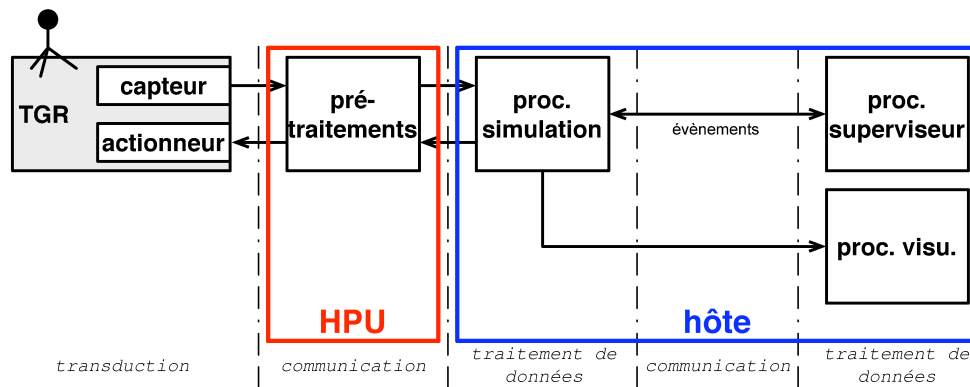 TGR
capteur
actionneur
pré-
traitements
proc.
simulation
évènements
proc.
superviseur
proc. visu.
HPU
hôte
transduction
communication
traitement de
données
communication
traitement de
données